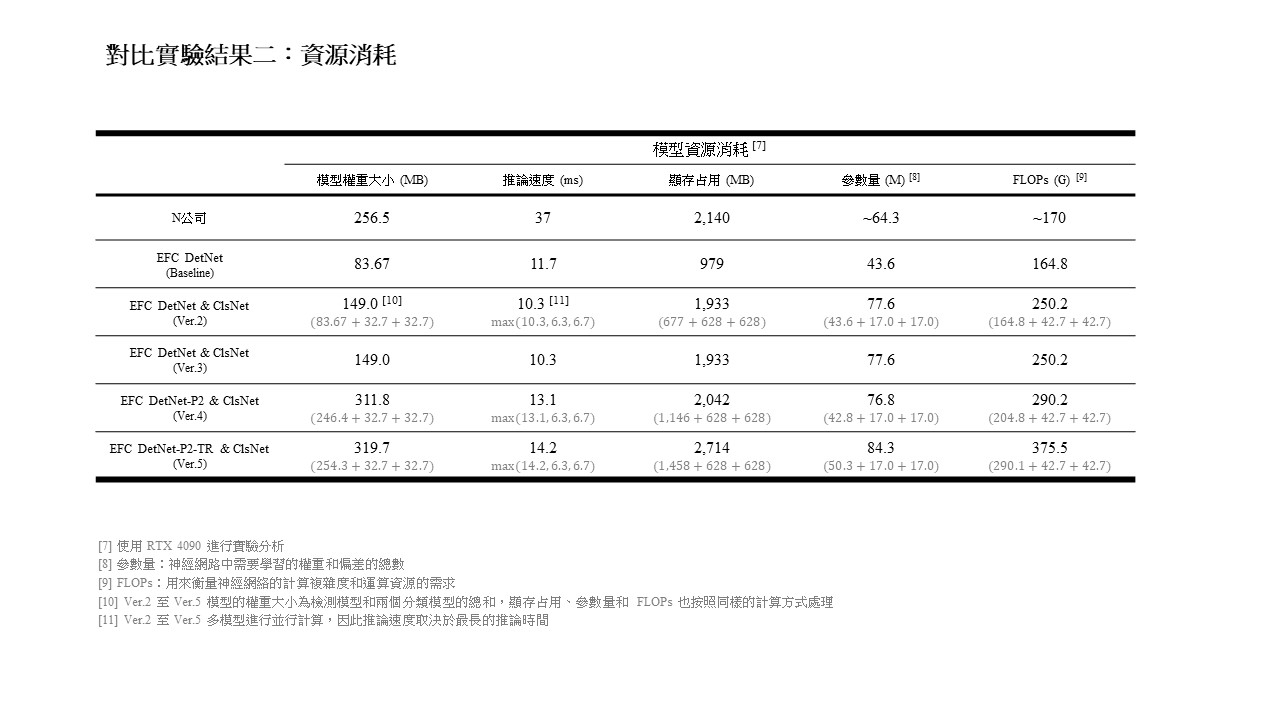 對比實驗結果二：資源消耗
模型資源消耗 [7]
模型權重大小 (MB) 推論速度 (ms) 顯存占用 (MB) 參數量 (M) [8] FLOPs (G) [9]
N公司 256.5 37 2,140 ~64.3 ~170
EFC DetNet
(Baseline) 83.67 11.7 979 43.6 164.8
EFC DetNet & ClsNet 149.0 [10] 10.3 [11] 1,933 77.6 250.2
(Ver.2) (83.67 + 32.7 + 32.7) max(10.3, 6.3, 6.7) (677 + 628 + 628) (43.6 + 17.0 + 17.0) (164.8 + 42.7 + 42.7)
EFC DetNet & ClsNet
(Ver.3) 149.0 10.3 1,933 77.6 250.2
EFC DetNet-P2 & ClsNet 311.8 13.1 2,042 76.8 290.2
(Ver.4) (246.4 + 32.7 + 32.7) max(13.1, 6.3, 6.7) (1,146 + 628 + 628) (42.8 + 17.0 + 17.0) (204.8 + 42.7 + 42.7)
EFC DetNet-P2-TR & ClsNet 319.7 14.2 2,714 84.3 375.5
(Ver.5) (254.3 + 32.7 + 32.7) max(14.2, 6.3, 6.7) (1,458 + 628 + 628) (50.3 + 17.0 + 17.0) (290.1 + 42.7 + 42.7)
[7] 使用 RTX 4090 進行實驗分析
[8] 參數量：神經網路中需要學習的權重和偏差的總數
[9] FLOPs：用來衡量神經網絡的計算複雜度和運算資源的需求
[10] Ver.2 至 Ver.5 模型的權重大小為檢測模型和兩個分類模型的總和，顯存占用、參數量和 FLOPs 也按照同樣的計算方式處理
[11] Ver.2 至 Ver.5 多模型進行並行計算，因此推論速度取決於最長的推論時間